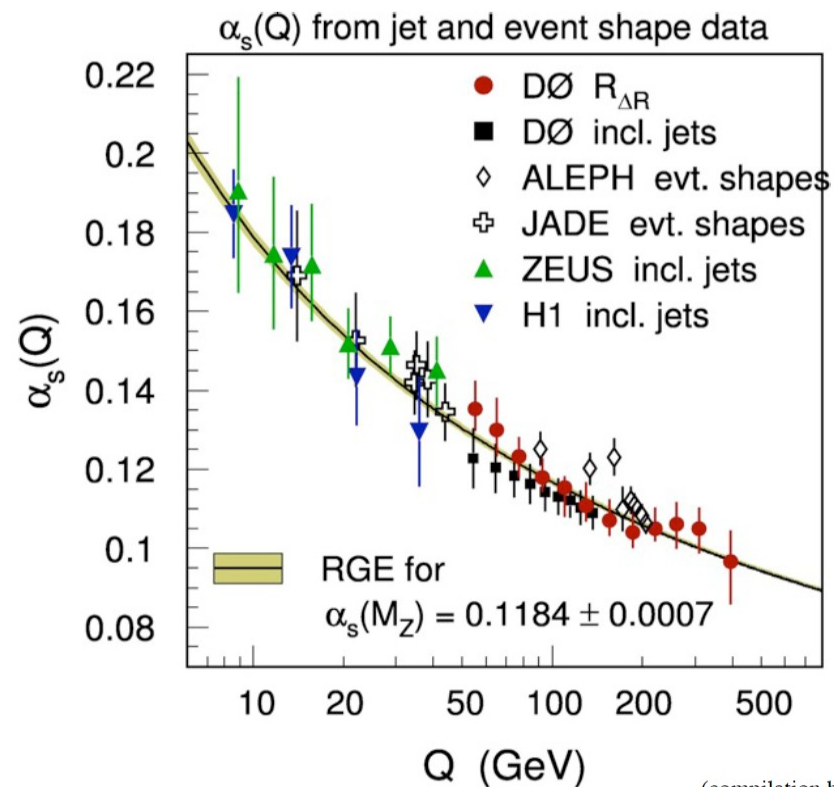 αs(Q) from jet and event shape data
0.22
0.2
0.18
0.16
0.14
0.12
0.1
0.08
αs(Q)
DØ RΔR
DØ incl. jets
ALEPH evt. shapes
JADE evt. shapes
ZEUS incl. jets
H1 incl. jets
RGE for
αs(MZ) = 0.1184 ± 0.0007
10 20 50 100 200 500
Q (GeV)